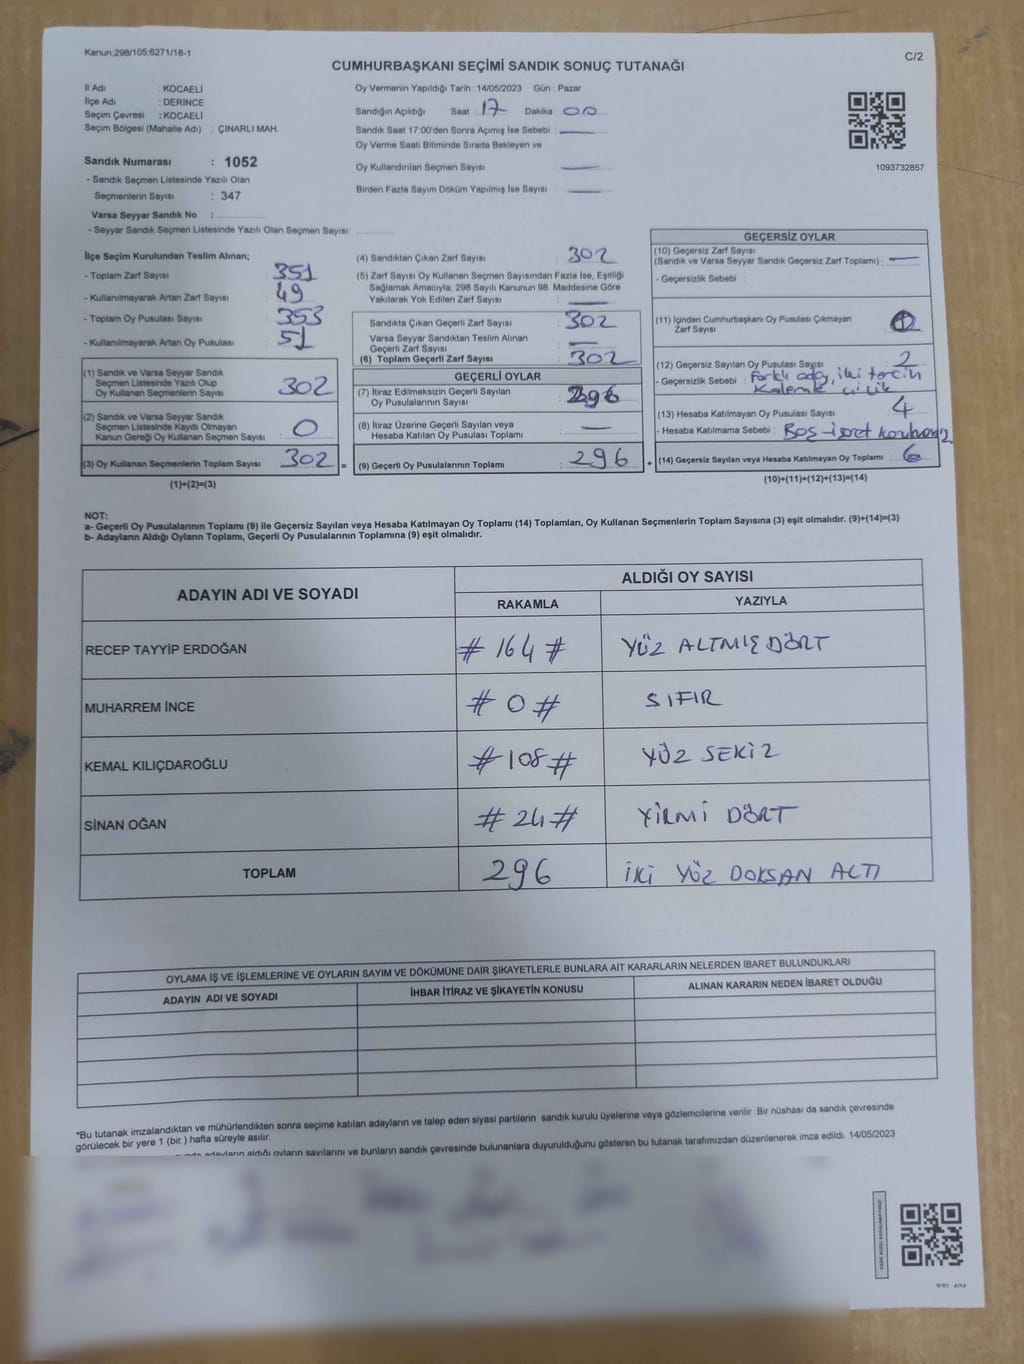 Kanun;298/105;6271/18-1
C/2
CUMHURBAŞKANI SEÇİMİ SANDIK SONUÇ TUTANAĞI
İl Adı : KOCAELİ
İlçe Adı : DERİNCE
Seçim Çevresi : KOCAELİ
Seçim Bölgesi (Mahalle Adı) : ÇINARLI MAH.
Sandık Numarası : 1052
- Sandık Seçmen Listesinde Yazılı Olan
Seçmenlerin Sayısı : 347
Varsa Seyyar Sandık No :
- Seyyar Sandık Seçmen Listesinde Yazılı Olan Seçmen Sayısı:
Oy Vermenin Yapıldığı Tarih : 14/05/2023 Gün : Pazar
Sandığın Açıldığı Saat : 17 Dakika : 00
Sandık Saat 17:00'den Sonra Açımış İse Sebebi : —
Oy Verme Saati Bitiminde Sırada Bekleyen ve
Oy Kullandırılan Seçmen Sayısı : —
Birden Fazla Sayım Döküm Yapılmış İse Sayısı : —
1093732857
İlçe Seçim Kurulundan Teslim Alınan;
- Toplam Zarf Sayısı : 351
- Kullanılmayarak Artan Zarf Sayısı : 49
- Toplam Oy Pusulası Sayısı : 353
- Kullanılmayarak Artan Oy Pusulası : 51
(1) Sandık ve Varsa Seyyar Sandık
Seçmen Listesinde Yazılı Olup
Oy Kullanan Seçmenlerin Sayısı : 302
(2) Sandık ve Varsa Seyyar Sandık
Seçmen Listesinde Kayıtlı Olmayan
Kanun Gereği Oy Kullanan Seçmen Sayısı : 0
(3) Oy Kullanan Seçmenlerin Toplam Sayısı : 302 =
(1)+(2)=(3)
(4) Sandıktan Çıkan Zarf Sayısı : 302
(5) Zarf Sayısı Oy Kullanan Seçmen Sayısından Fazla İse, Eşitliği
Sağlamak Amacıyla, 298 Sayılı Kanunun 98. Maddesine Göre
Yakılarak Yok Edilen Zarf Sayısı : —
Sandıkta Çıkan Geçerli Zarf Sayısı : 302
Varsa Seyyar Sandıktan Teslim Alınan
Geçerli Zarf Sayısı : —
(6) Toplam Geçerli Zarf Sayısı : 302
GEÇERLİ OYLAR
(7) İtiraz Edilmeksizin Geçerli Sayılan
Oy Pusulalarının Sayısı : 296
(8) İtiraz Üzerine Geçerli Sayılan veya
Hesaba Katılan Oy Pusulası Toplamı : —
(9) Geçerli Oy Pusulalarının Toplamı : 296 +
GEÇERSİZ OYLAR
(10) Geçersiz Zarf Sayısı
(Sandık ve Varsa Seyyar Sandık Geçersiz Zarf Toplamı) : —
- Geçersizlik Sebebi :
(11) İçinden Cumhurbaşkanı Oy Pusulası Çıkmayan
Zarf Sayısı :
(12) Geçersiz Sayılan Oy Pusulası Sayısı : 2
- Geçersizlik Sebebi : Farklı aday, iki tercih
(13) Hesaba Katılmayan Oy Pusulası Sayısı : 4
- Hesaba Katılmama Sebebi : Boş-işaret
(14) Geçersiz Sayılan veya Hesaba Katılmayan Oy Toplamı : 6
(10)+(11)+(12)+(13)=(14)
NOT:
a- Geçerli Oy Pusulalarının Toplamı (9) ile Geçersiz Sayılan veya Hesaba Katılmayan Oy Toplamı (14) Toplamları, Oy Kullanan Seçmenlerin Toplam Sayısına (3) eşit olmalıdır. (9)+(14)=(3)
b- Adayların Aldığı Oyların Toplamı, Geçerli Oy Pusulalarının Toplamına (9) eşit olmalıdır.
ADAYIN ADI VE SOYADI
ALDIĞI OY SAYISI
RAKAMLA YAZIYLA
RECEP TAYYİP ERDOĞAN # 164 # YÜZ ALTMIŞ DÖRT
MUHARREM İNCE # 0 # SIFIR
KEMAL KILIÇDAROĞLU # 108 # YÜZ SEKİZ
SİNAN OĞAN # 24 # YİRMİ DÖRT
TOPLAM 296 İKİ YÜZ DOKSAN ALTI
OYLAMA İŞ VE İŞLEMLERİNE VE OYLARIN SAYIM VE DÖKÜMÜNE DAİR ŞİKAYETLERLE BUNLARA AİT KARARLARIN NELERDEN İBARET BULUNDUKLARI
ADAYIN ADI VE SOYADI İHBAR İTİRAZ VE ŞİKAYETİN KONUSU ALINAN KARARIN NEDEN İBARET OLDUĞU
*Bu tutanak imzalandıktan ve mühürlendikten sonra seçime katılan adayların ve talep eden siyasi partilerin sandık kurulu üyelerine veya gözlemcilerine verilir. Bir nüshası da sandık çevresinde
görülecek bir yere 1 (bir.) hafta süreyle asılır.
adayların aldığı oyların sayılarını ve bunların sandık çevresinde bulunanlara duyurulduğunu gösteren bu tutanak tarafımızdan düzenlenerek imza edildi. 14/05/2023